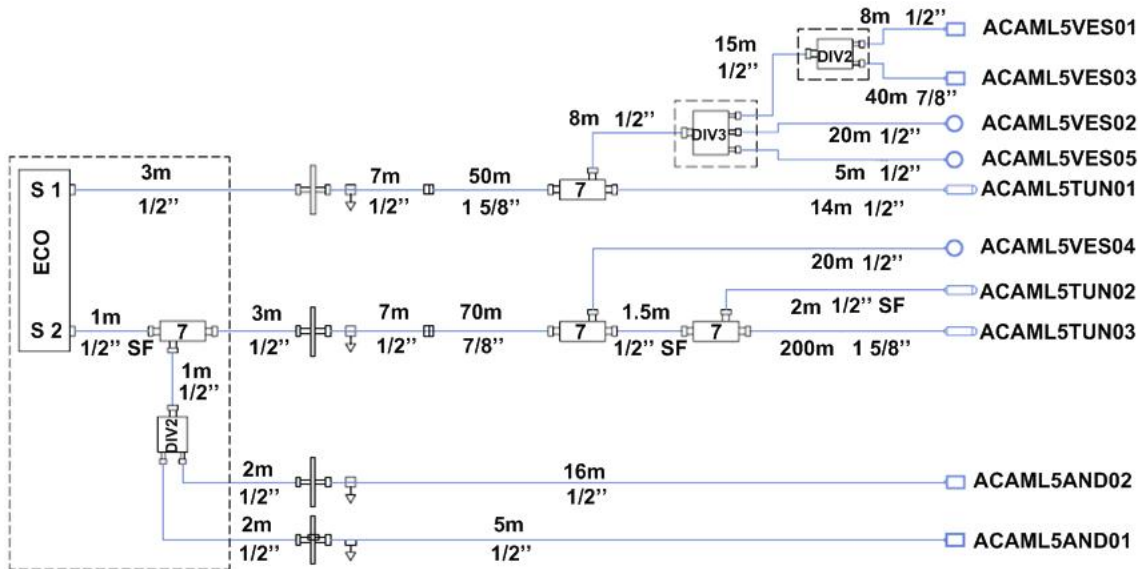 8m 1/2’’
ACAML5VES01
15m
1/2’’
DIV2
ACAML5VES03
40m 7/8’’
8m 1/2’’
DIV3
ACAML5VES02
20m 1/2’’
ACAML5VES05
5m 1/2’’
S 1
3m
1/2’’
7m
1/2’’
50m
1 5/8’’
7
ACAML5TUN01
14m 1/2’’
ECO
ACAML5VES04
20m 1/2’’
ACAML5TUN02
2m 1/2’’ SF
S 2
1m
1/2’’ SF
7
3m
1/2’’
7m
1/2’’
70m
7/8’’
7
1.5m
1/2’’ SF
7
ACAML5TUN03
200m 1 5/8’’
1m
1/2’’
DIV2
2m
1/2’’
16m
1/2’’
ACAML5AND02
2m
1/2’’
5m
1/2’’
ACAML5AND01